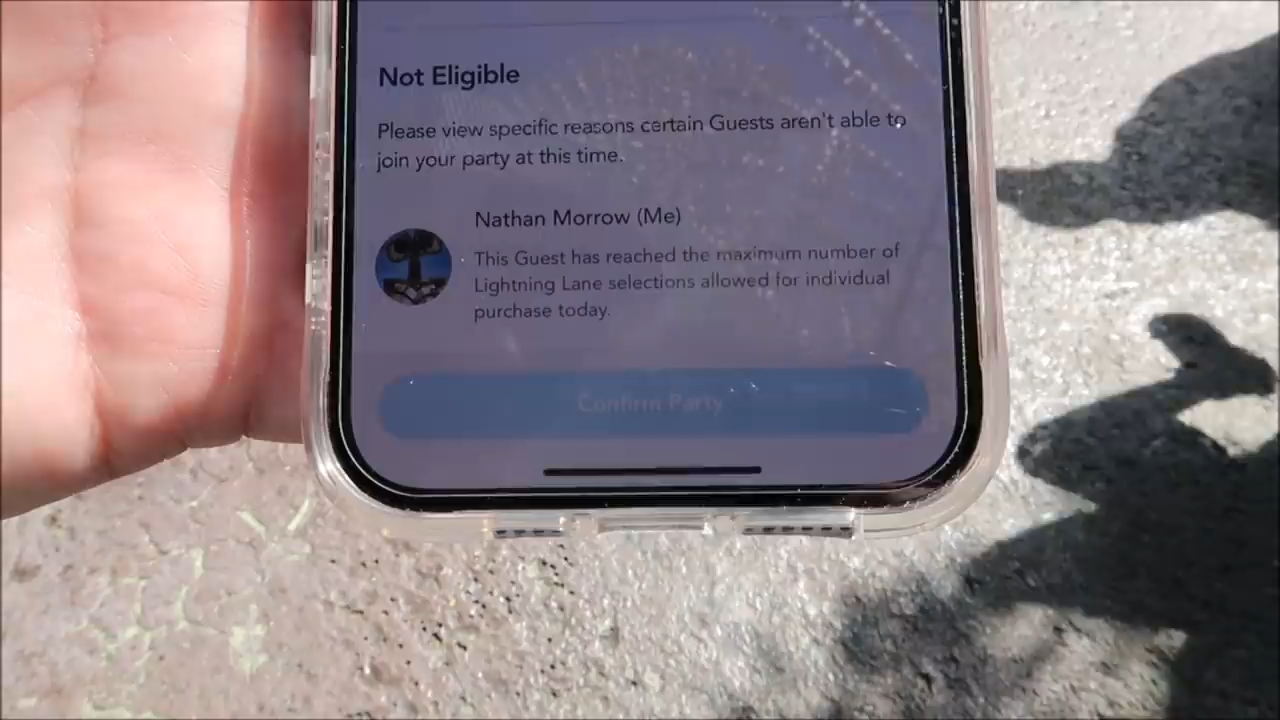 Not Eligible
Please view specific reasons certain Guests aren't able to
join your party at this time.
Nathan Morrow (Me)
This Guest has reached the maximum number of
Lightning Lane selections allowed for individual
purchase today.
Confirm Party